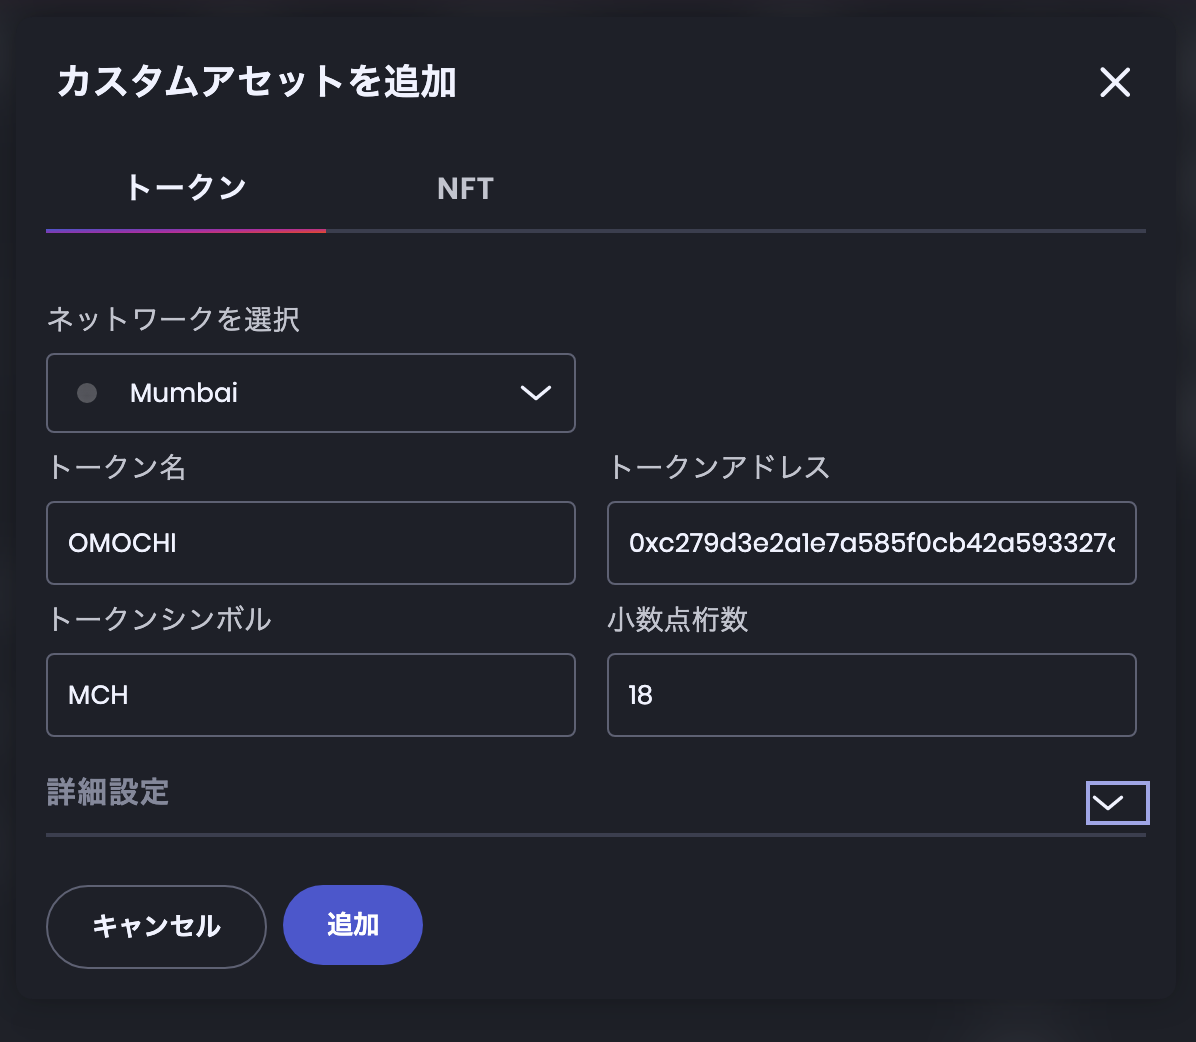 カスタムアセットを追加
トークン NFT
ネットワークを選択
Mumbai
トークン名 トークンアドレス
OMOCHI 0xc279d3e2a1e7a585f0cb42a593327
トークンシンボル 小数点桁数
MCH 18
詳細設定
キャンセル 追加